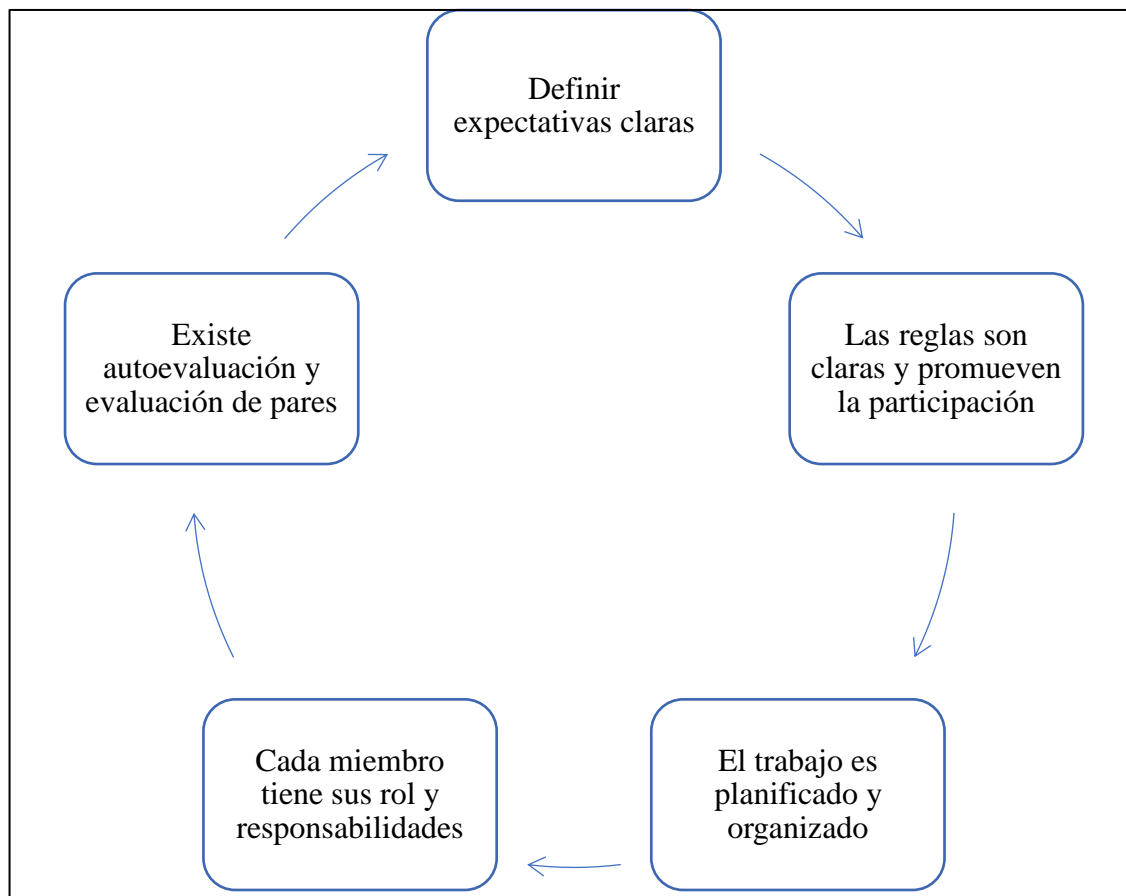 Definir
expectativas claras
Las reglas son
claras y promueven
la participación
El trabajo es
planificado y
organizado
Cada miembro
tiene sus rol y
responsabilidades
Existe
autoevaluación y
evaluación de pares